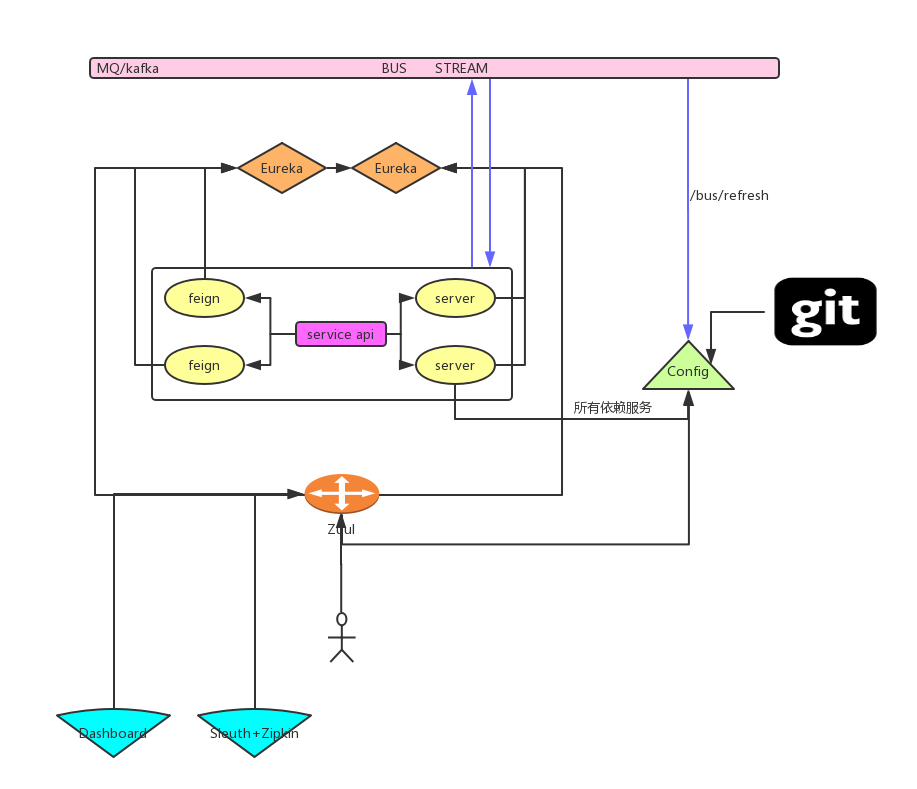 MQ/kafka BUS STREAM
Eureka Eureka
/bus/refresh
feign server
service api
git
feign server
Config
所有依赖服务
Zuul
Dashboard Sleuth+Zipkin